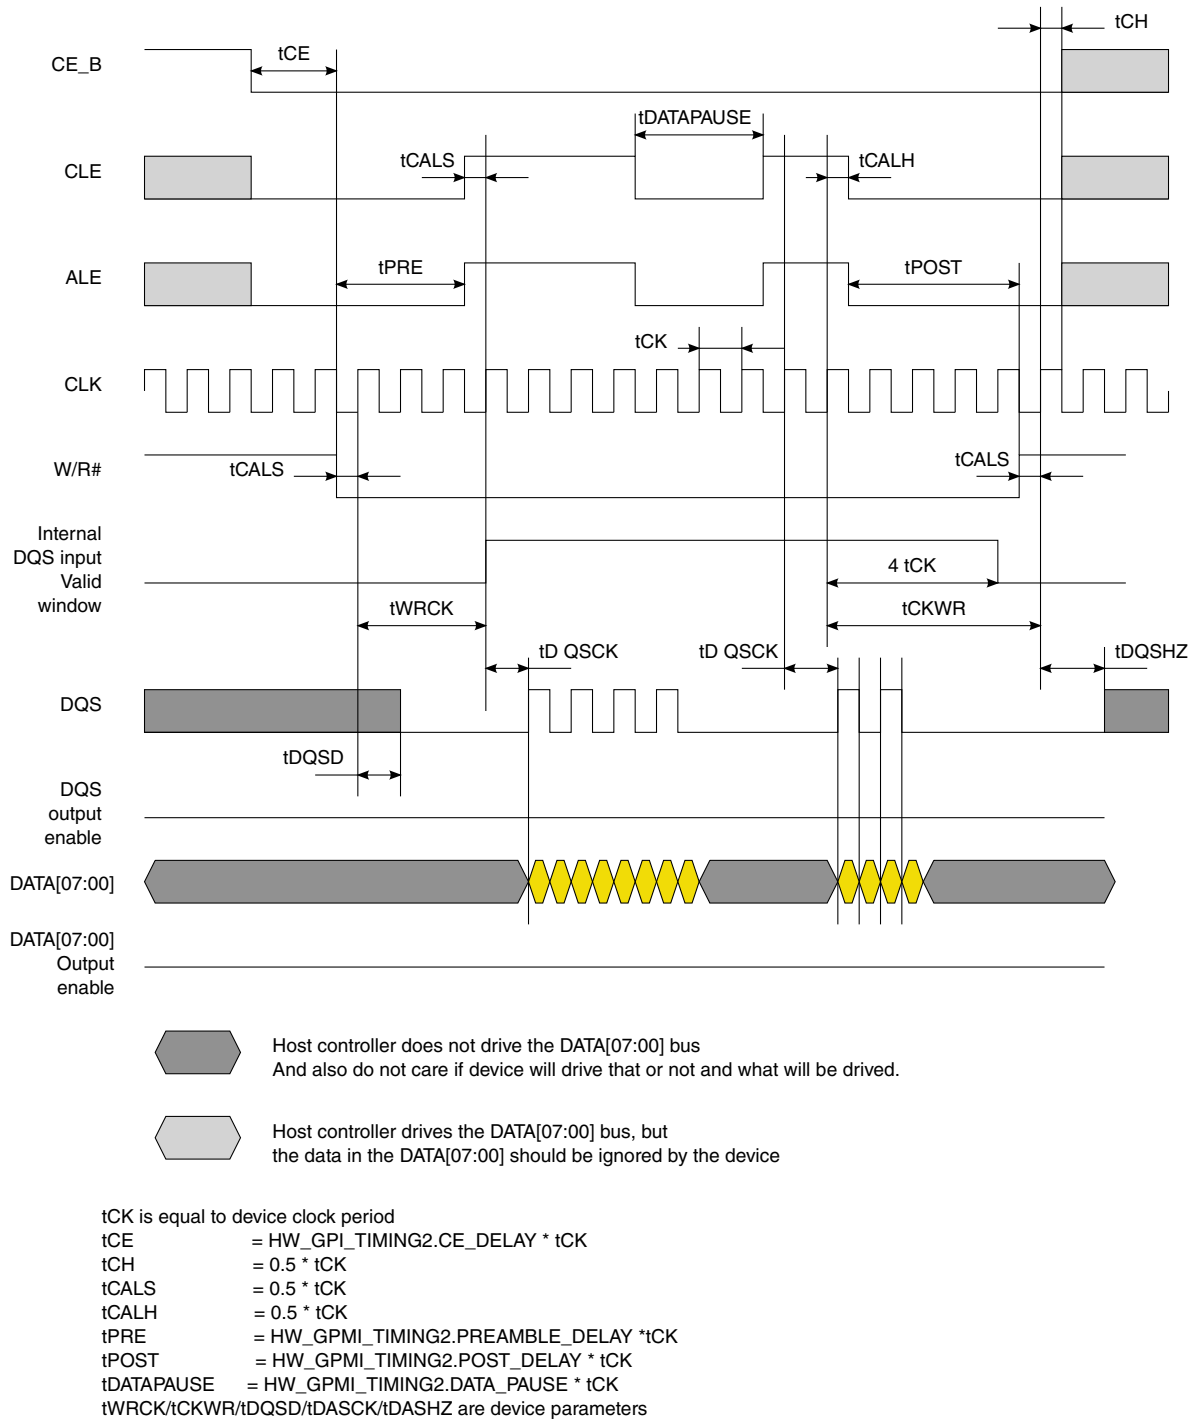 tCH
CE_B
tCE
tDATAPAUSE
CLE
tCALS
tCALH
ALE
tPRE
tPOST
tCK
CLK
W/R#
tCALS
tCALS
Internal
DQS input
Valid
window
4 tCK
tWRCK
tCKWR
tD QSCK
tD QSCK
tDQSHZ
DQS
tDQSD
DQS
output
enable
DATA[07:00]
DATA[07:00]
Output
enable
Host controller does not drive the DATA[07:00] bus
And also do not care if device will drive that or not and what will be drived.
Host controller drives the DATA[07:00] bus, but
the data in the DATA[07:00] should be ignored by the device
tCK is equal to device clock period
tCE = HW_GPI_TIMING2.CE_DELAY * tCK
tCH = 0.5 * tCK
tCALS = 0.5 * tCK
tCALH = 0.5 * tCK
tPRE = HW_GPMI_TIMING2.PREAMBLE_DELAY *tCK
tPOST = HW_GPMI_TIMING2.POST_DELAY * tCK
tDATAPAUSE = HW_GPMI_TIMING2.DATA_PAUSE * tCK
tWRCK/tCKWR/tDQSD/tDASCK/tDASHZ are device parameters